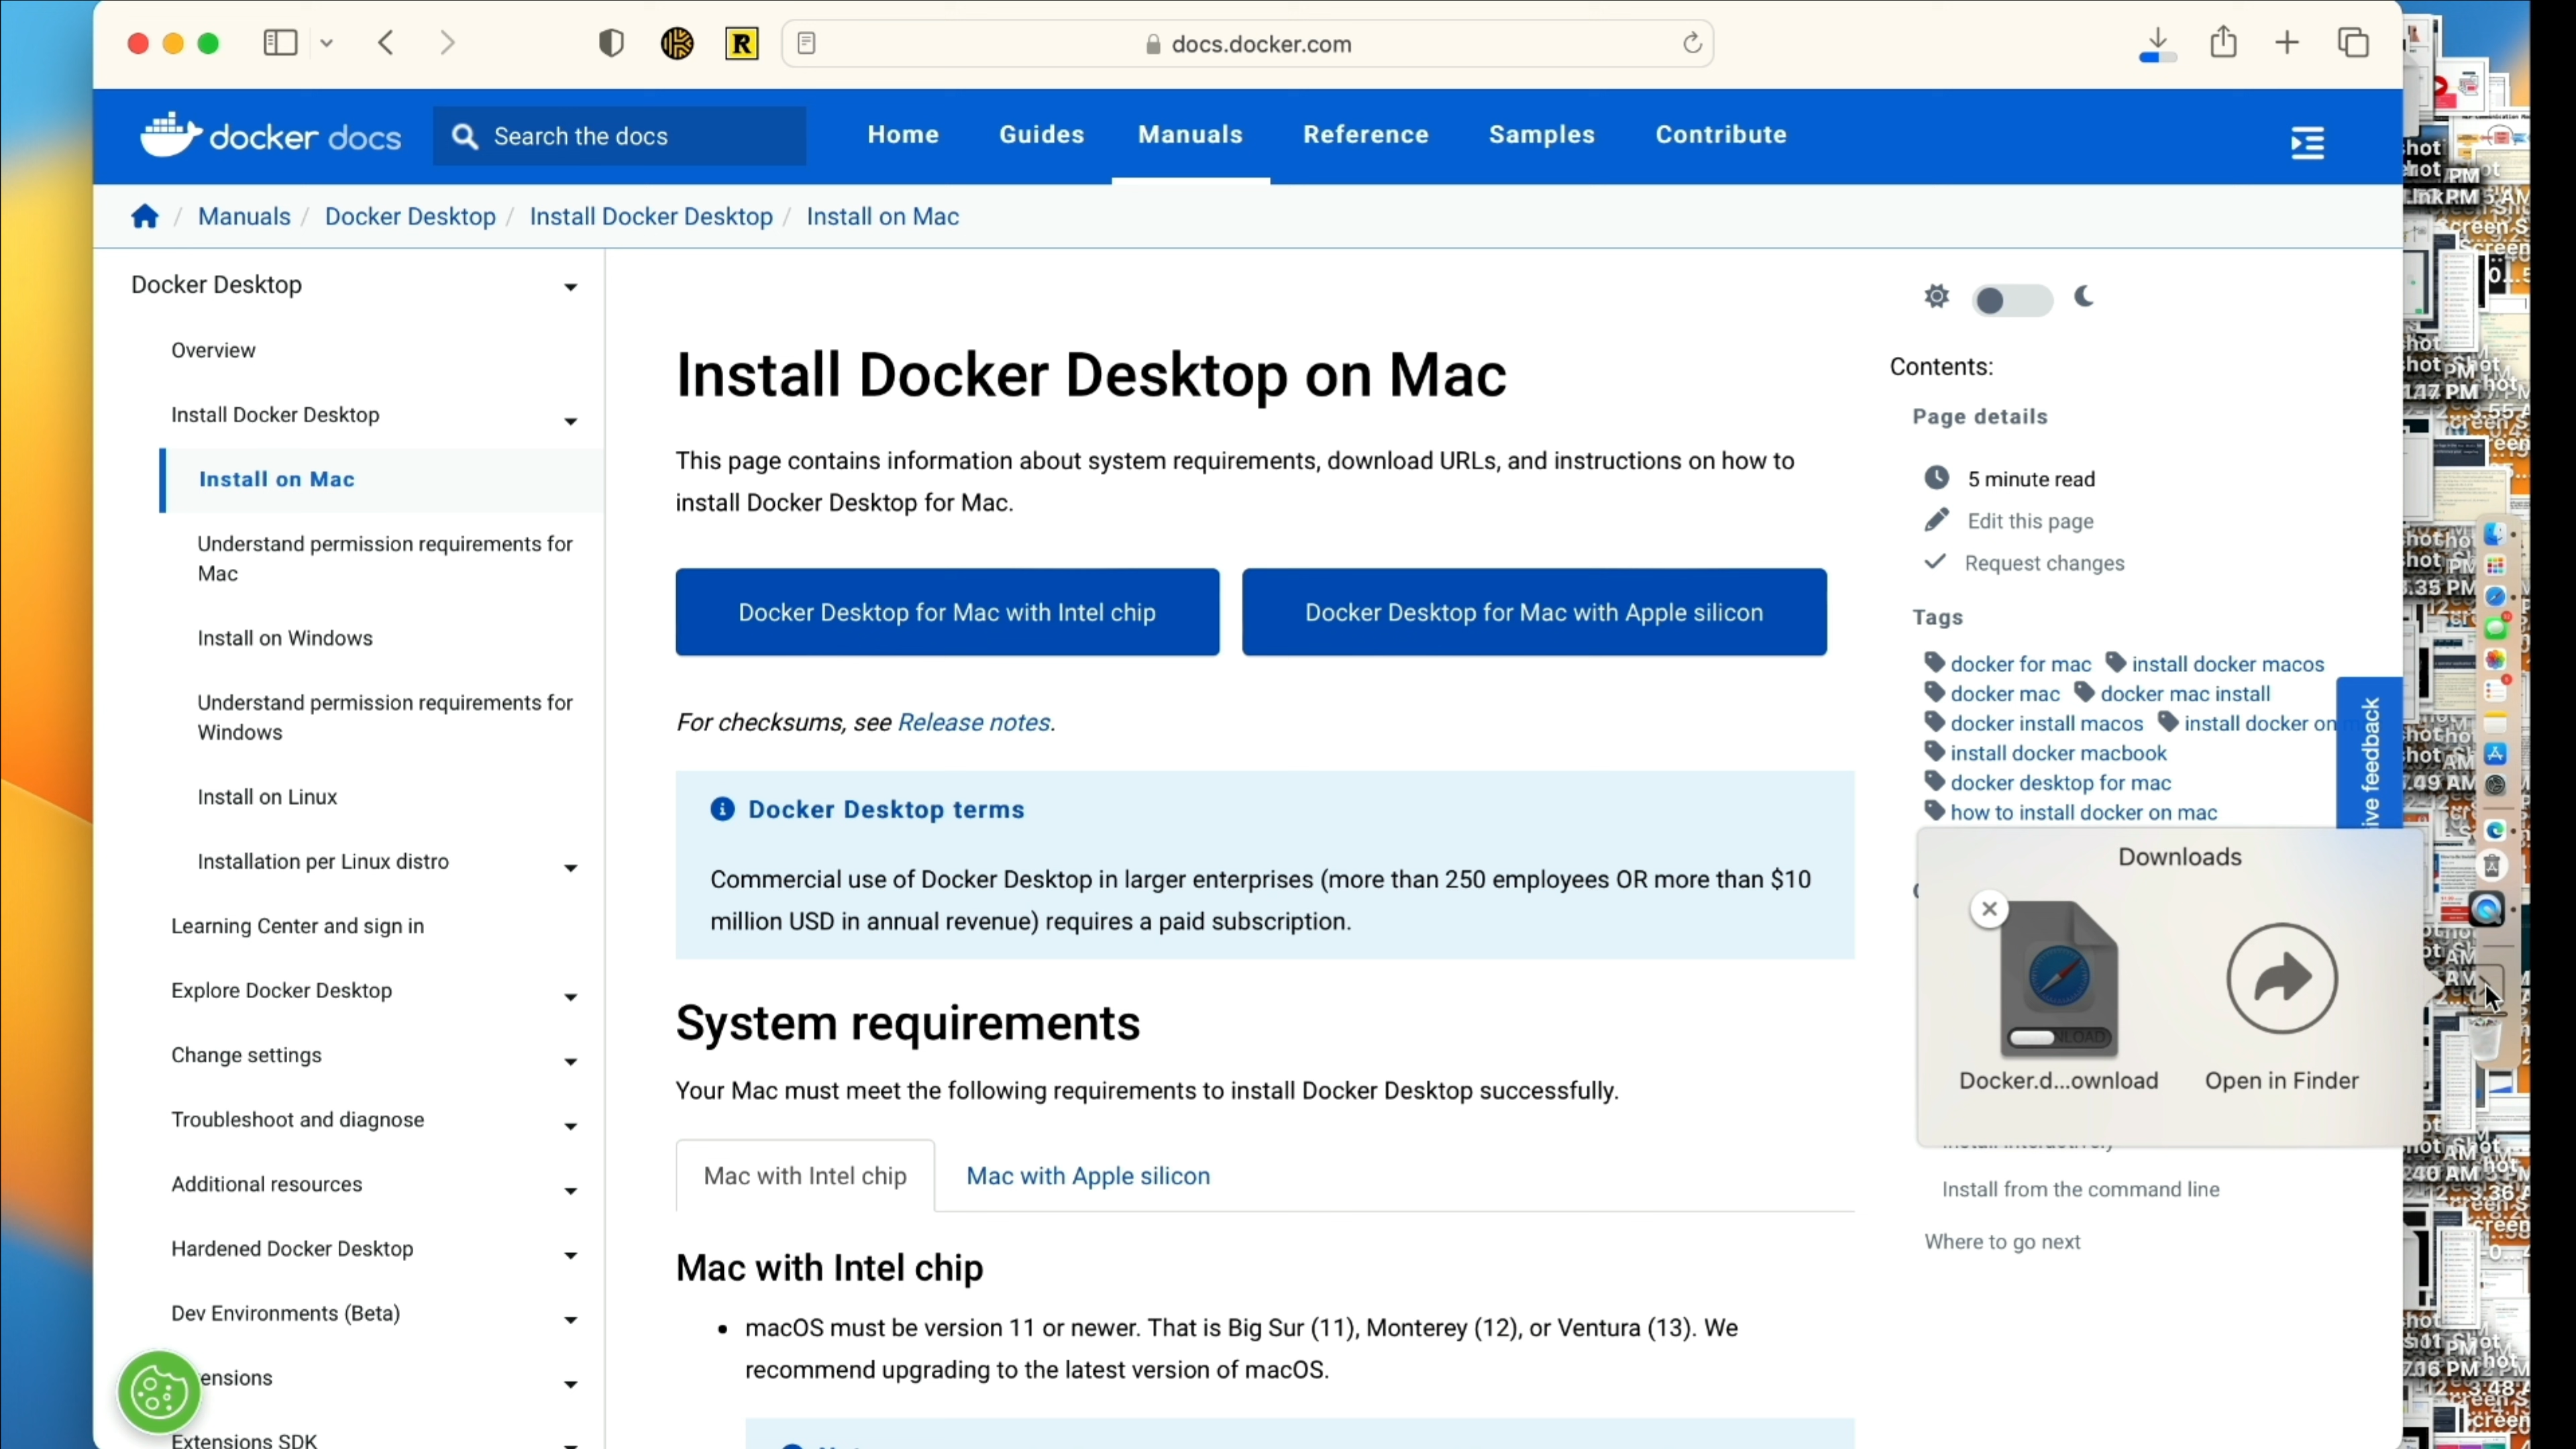 docs.docker.com
docker docs
Search the docs
Home
Guides
Manuals
Reference
Samples
Contribute
/ Manuals / Docker Desktop / Install Docker Desktop / Install on Mac
Docker Desktop
Overview
Install Docker Desktop
Install on Mac
Understand permission requirements for
Mac
Install on Windows
Understand permission requirements for
Windows
Install on Linux
Installation per Linux distro
Learning Center and sign in
Explore Docker Desktop
Change settings
Troubleshoot and diagnose
Additional resources
Hardened Docker Desktop
Dev Environments (Beta)
ensions
Extensions SDK
Install Docker Desktop on Mac
This page contains information about system requirements, download URLs, and instructions on how to
install Docker Desktop for Mac.
Docker Desktop for Mac with Intel chip
Docker Desktop for Mac with Apple silicon
For checksums, see Release notes.
Docker Desktop terms
Commercial use of Docker Desktop in larger enterprises (more than 250 employees OR more than $10
million USD in annual revenue) requires a paid subscription.
System requirements
Your Mac must meet the following requirements to install Docker Desktop successfully.
Mac with Intel chip
Mac with Apple silicon
Mac with Intel chip
• macOS must be version 11 or newer. That is Big Sur (11), Monterey (12), or Ventura (13). We
recommend upgrading to the latest version of macOS.
Contents:
Page details
5 minute read
Edit this page
Request changes
Tags
docker for mac install docker macos
docker mac docker mac install
docker install macos install docker on
install docker macbook
docker desktop for mac
how to install docker on mac
ive feedback
Downloads
Docker.d...ownload
Open in Finder
Install from the command line
Where to go next